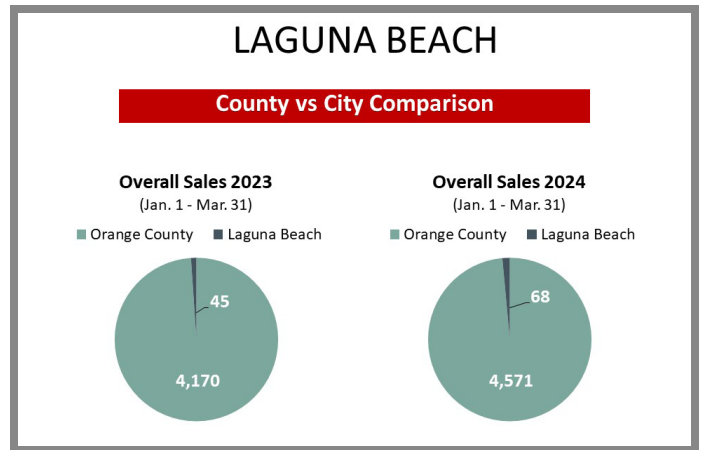 LAGUNA BEACH
County vs City Comparison
Overall Sales 2023
(Jan. 1 - Mar. 31)
Orange County Laguna Beach
45
4,170
Overall Sales 2024
(Jan. 1 - Mar. 31)
Orange County Laguna Beach
68
4,571